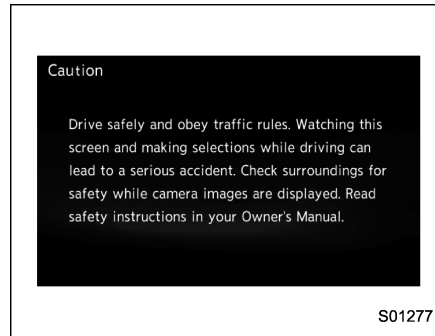 Caution
Drive safely and obey traffic rules. Watching this
screen and making selections while driving can
lead to a serious accident. Check surroundings for
safety while camera images are displayed. Read
safety instructions in your Owner's Manual.
S01277